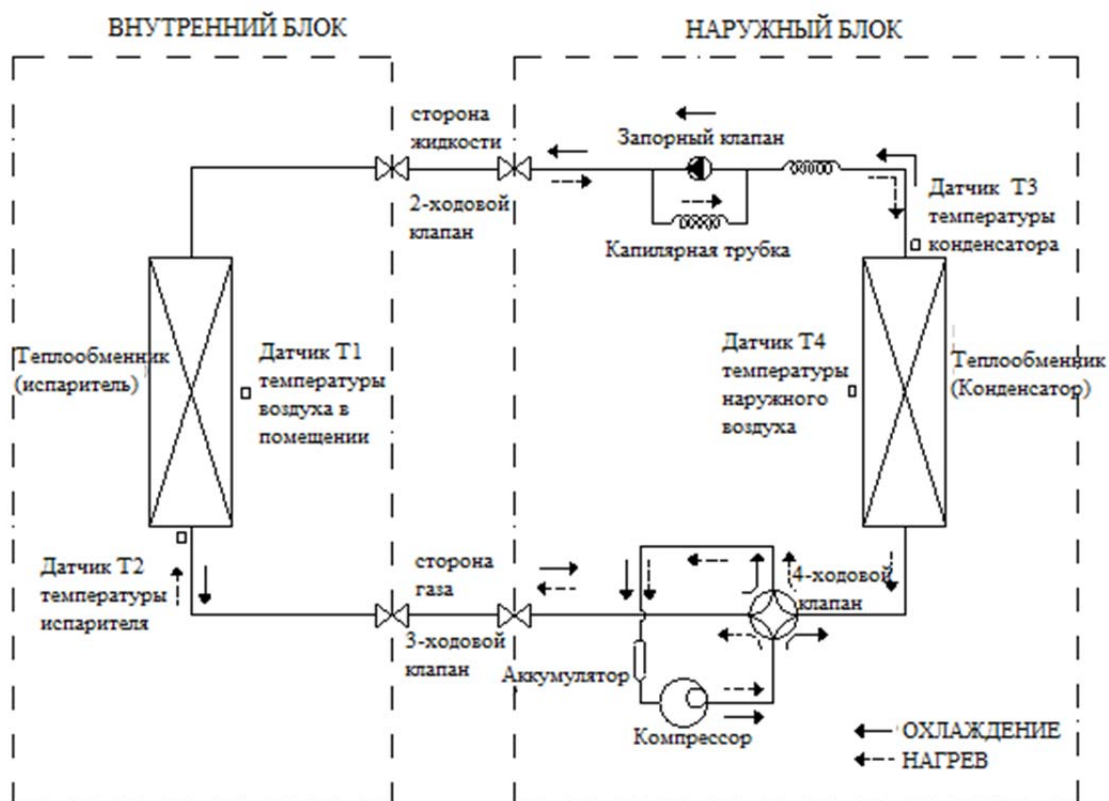 ВНУТРЕННИЙ БЛОК
НАРУЖНЫЙ БЛОК
сторона
жидкости
2-ходовой
клапан
Запорный клапан
Капилярная трубка
Датчик Т3
температуры
конденсатора
Теплообменник
(испаритель)
Датчик Т1
температуры
воздуха в
помещении
Датчик Т4
температуры
наружного
воздуха
Теплообменник
(Конденсатор)
Датчик Т2
температуры
испарителя
сторона
газа
3-ходовой
клапан
4-ходовой
клапан
Аккумулятор
Компрессор
ОХЛАЖДЕНИЕ
НАГРЕВ